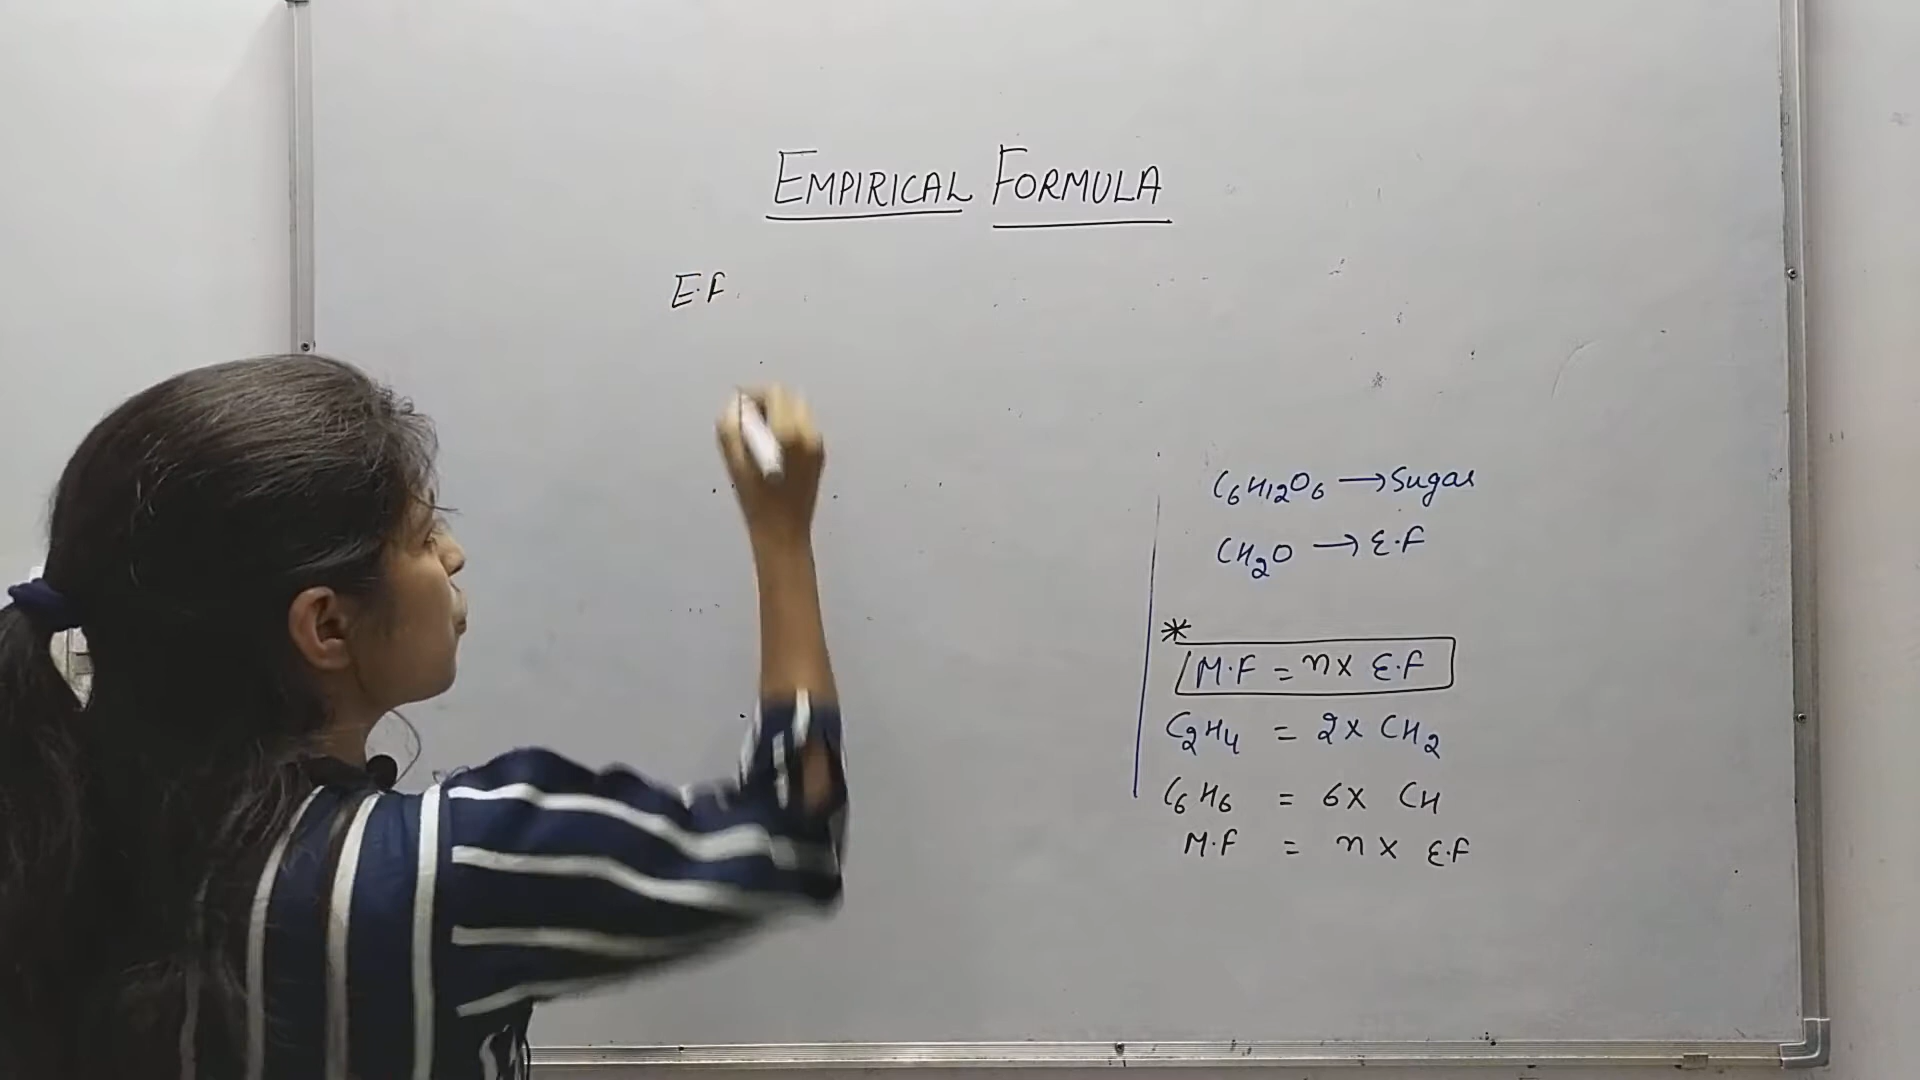 EMPIRICAL FORMULA
E.F
C6H12O6 → Sugar
CH2O → E.F
*
M.F = n x E.F
C2H4 = 2 x CH2
C6H6 = 6 x CH
M.F = n x E.F